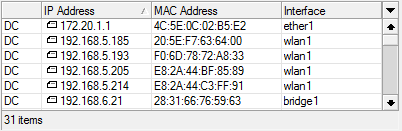 IP Address MAC Address Interface
DC 172.20.1.1 4C:5E:0C:02:B5:E2 ether1
DC 192.168.5.185 20:5E:F7:63:64:00 wlan1
DC 192.168.5.193 F0:6D:78:72:A8:33 wlan1
DC 192.168.5.205 E8:2A:44:BF:85:89 wlan1
DC 192.168.5.214 E8:2A:44:C3:FF:91 wlan1
DC 192.168.6.21 28:31:66:76:59:63 bridge1
31 items